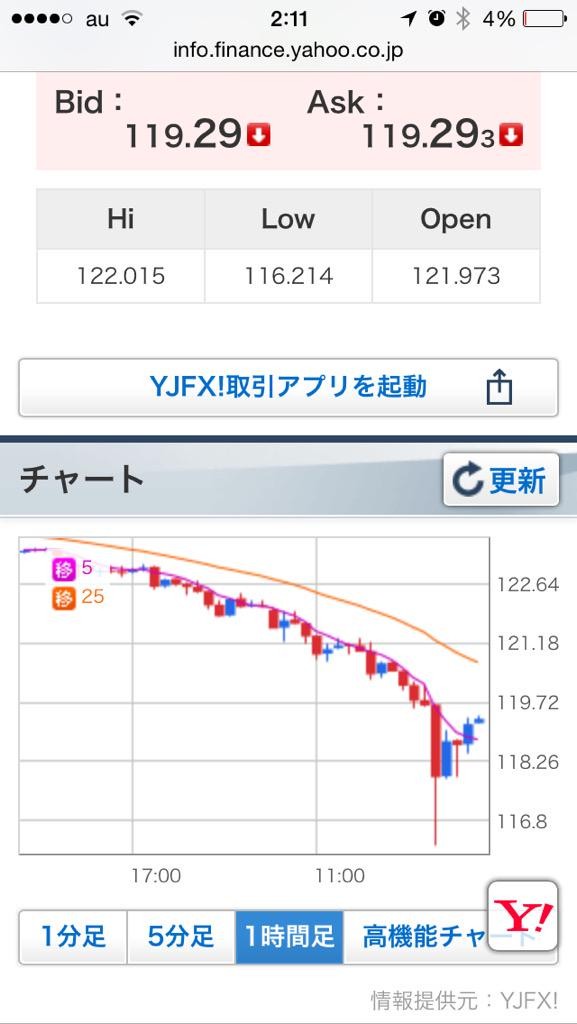 au 2:11 4%
info.finance.yahoo.co.jp
Bid： Ask：
119.29 119.293
Hi Low Open
122.015 116.214 121.973
YJFX!取引アプリを起動
チャート 更新
移 5
移 25
122.64
121.18
119.72
118.26
116.8
17:00 11:00
Y!
1分足 5分足 1時間足 高機能チャート
情報提供元：YJFX!